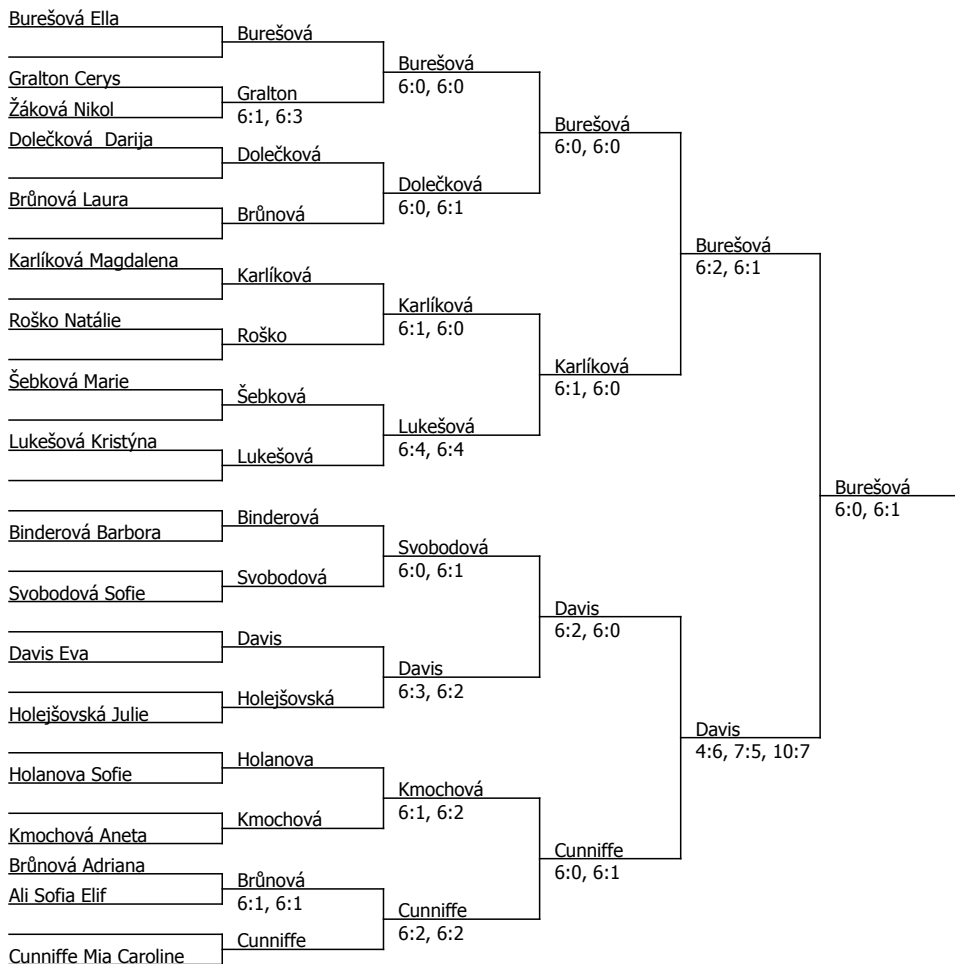 Burešová Ella
Gralton Cerys
Žáková Nikol
Dolečková  Darija
Brůnová Laura
Karlíková Magdalena
Roško Natálie
Šebková Marie
Lukešová Kristýna
Binderová Barbora
Svobodová Sofie
Davis Eva
Holejšovská Julie
Holanova Sofie
Kmochová Aneta
Brůnová Adriana
Ali Sofia Elif
Cunniffe Mia Caroline
Burešová
Gralton
6:1, 6:3
Dolečková
Brůnová
Karlíková
Roško
Šebková
Lukešová
Binderová
Svobodová
Davis
Holejšovská
Holanova
Kmochová
Brůnová
6:1, 6:1
Cunniffe
Burešová
6:0, 6:0
Dolečková
6:0, 6:1
Karlíková
6:1, 6:0
Lukešová
6:4, 6:4
Svobodová
6:0, 6:1
Davis
6:3, 6:2
Kmochová
6:1, 6:2
Cunniffe
6:2, 6:2
Burešová
6:0, 6:0
Karlíková
6:1, 6:0
Davis
6:2, 6:0
Cunniffe
6:0, 6:1
Burešová
6:2, 6:1
Davis
4:6, 7:5, 10:7
Burešová
6:0, 6:1